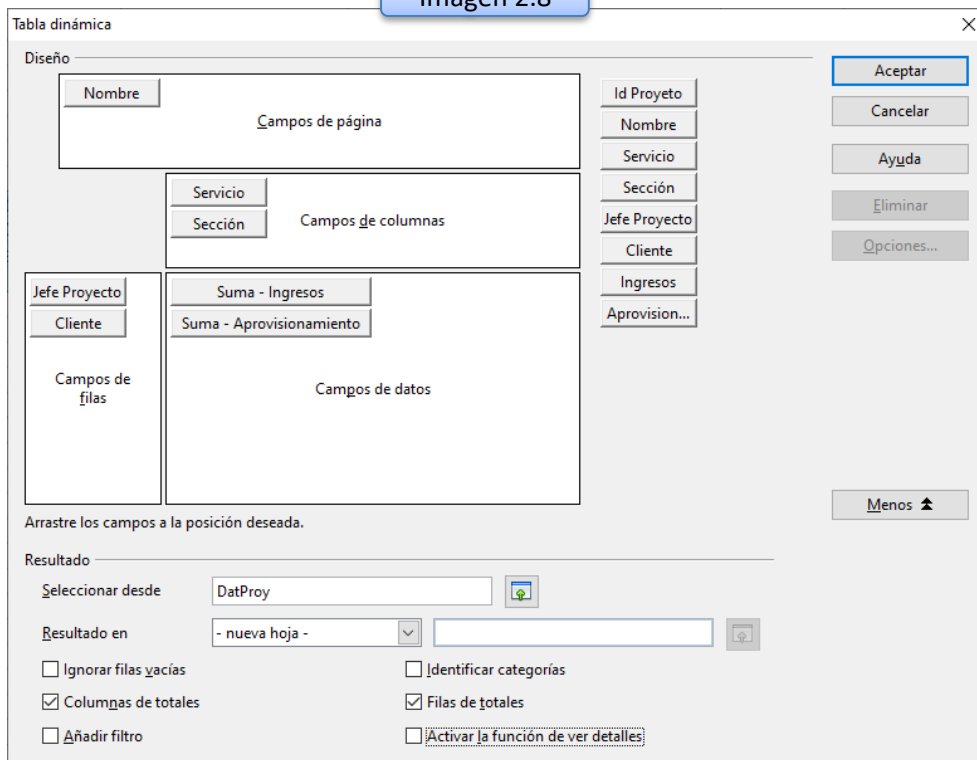 Imagen 2.8
Tabla dinámica
Diseño
Nombre
Campos de página
Servicio
Sección
Campos de columnas
Jefe Proyecto
Cliente
Campos de
filas
Suma - Ingresos
Suma - Aprovisionamiento
Campos de datos
Id Proyeto
Nombre
Servicio
Sección
Jefe Proyecto
Cliente
Ingresos
Aprovision...
Aceptar
Cancelar
Ayuda
Eliminar
Opciones...
Menos
Arrastre los campos a la posición deseada.
Resultado
Seleccionar desde DatProy
Resultado en - nueva hoja -
Ignorar filas vacías Identificar categorías
Columnas de totales Filas de totales
Añadir filtro Activar la función de ver detalles